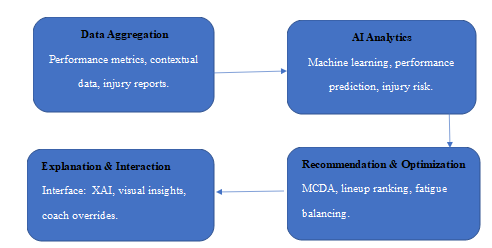 Data Aggregation
Performance metrics, contextual
data, injury reports.
AI Analytics
Machine learning, performance
prediction, injury risk.
Recommendation & Optimization
MCDA, lineup ranking, fatigue
balancing.
Explanation & Interaction
Interface: XAI, visual insights,
coach overrides.